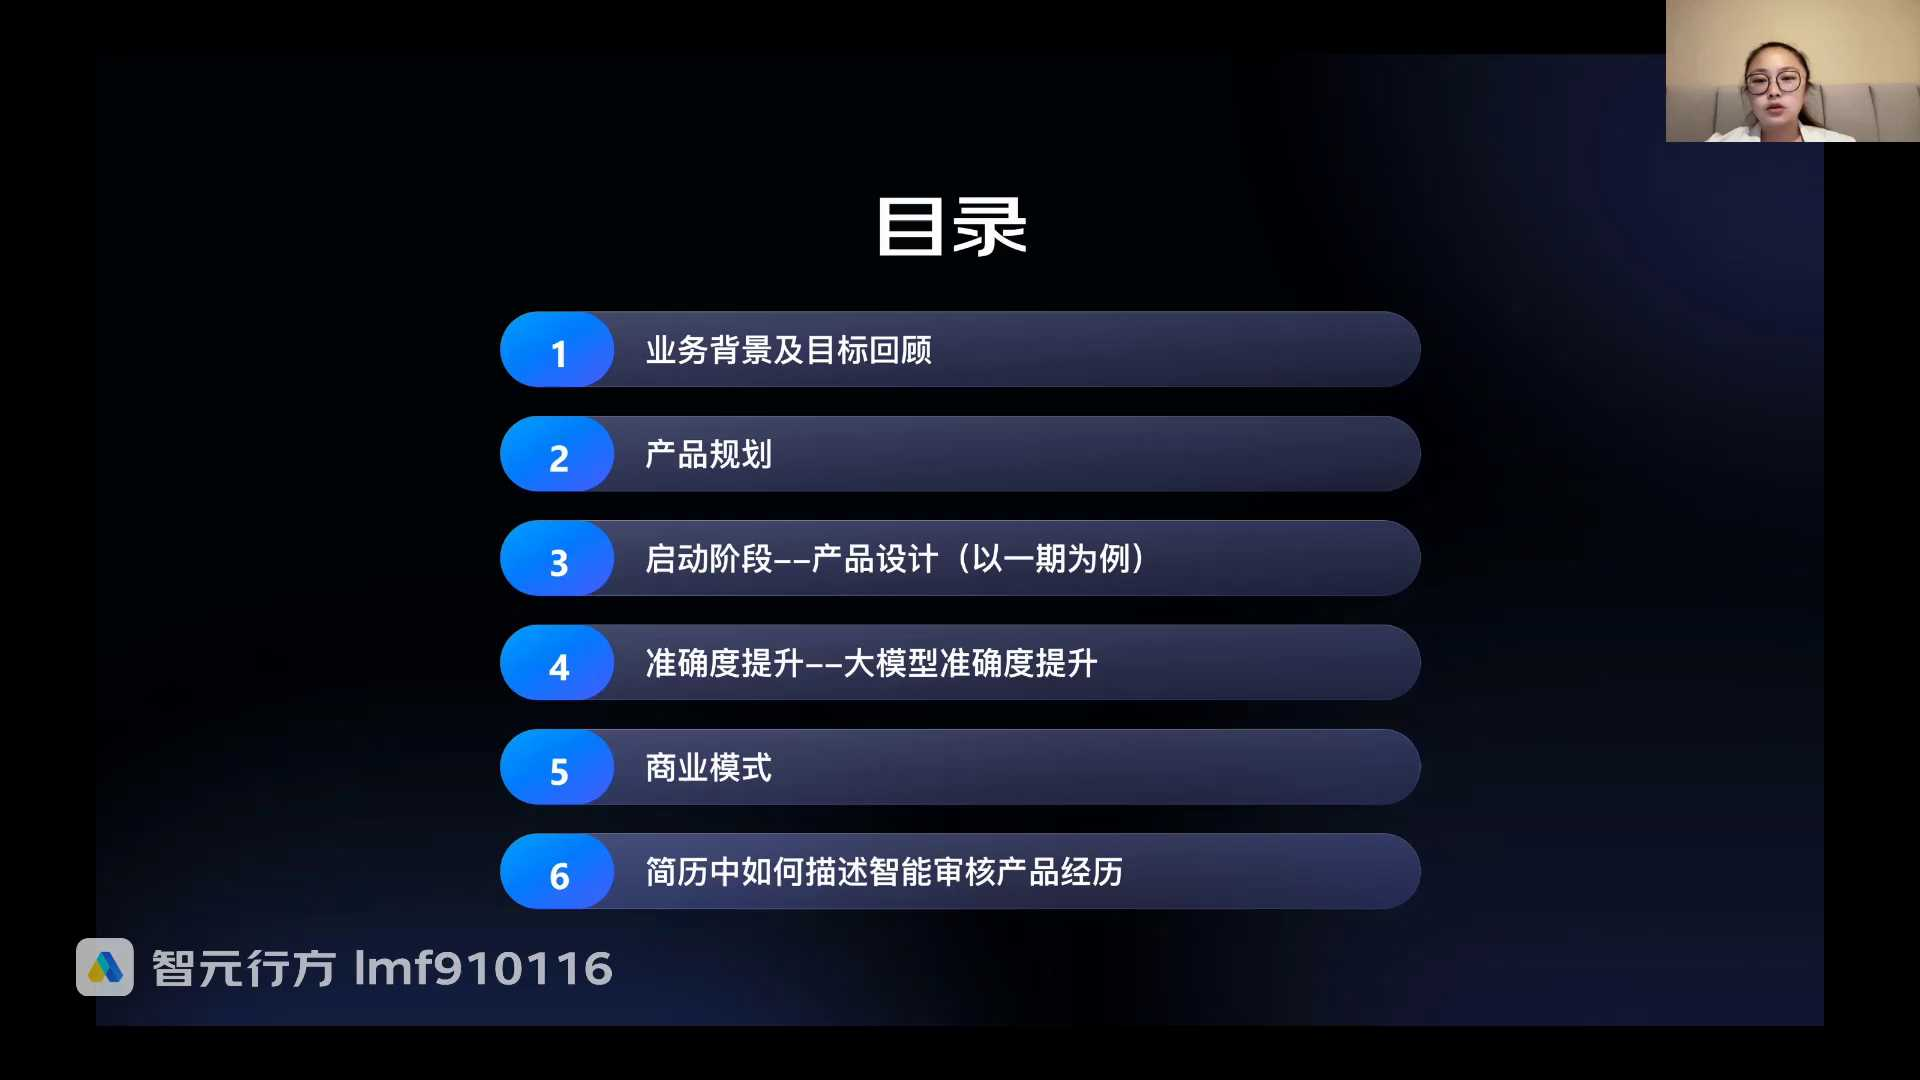 目录
1 业务背景及目标回顾
2 产品规划
3 启动阶段--产品设计（以一期为例）
4 准确度提升--大模型准确度提升
5 商业模式
6 简历中如何描述智能审核产品经历
智元行方 lmf910116